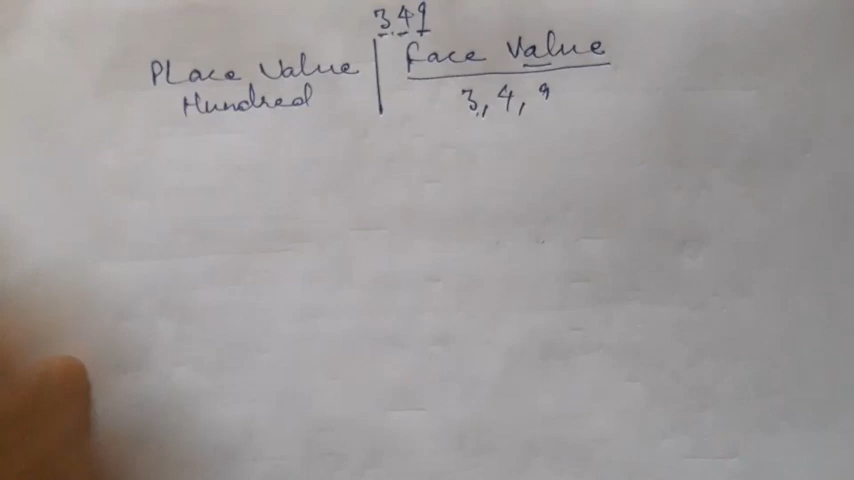 349
Place Value | Face Value
Hundred | 3, 4, 9